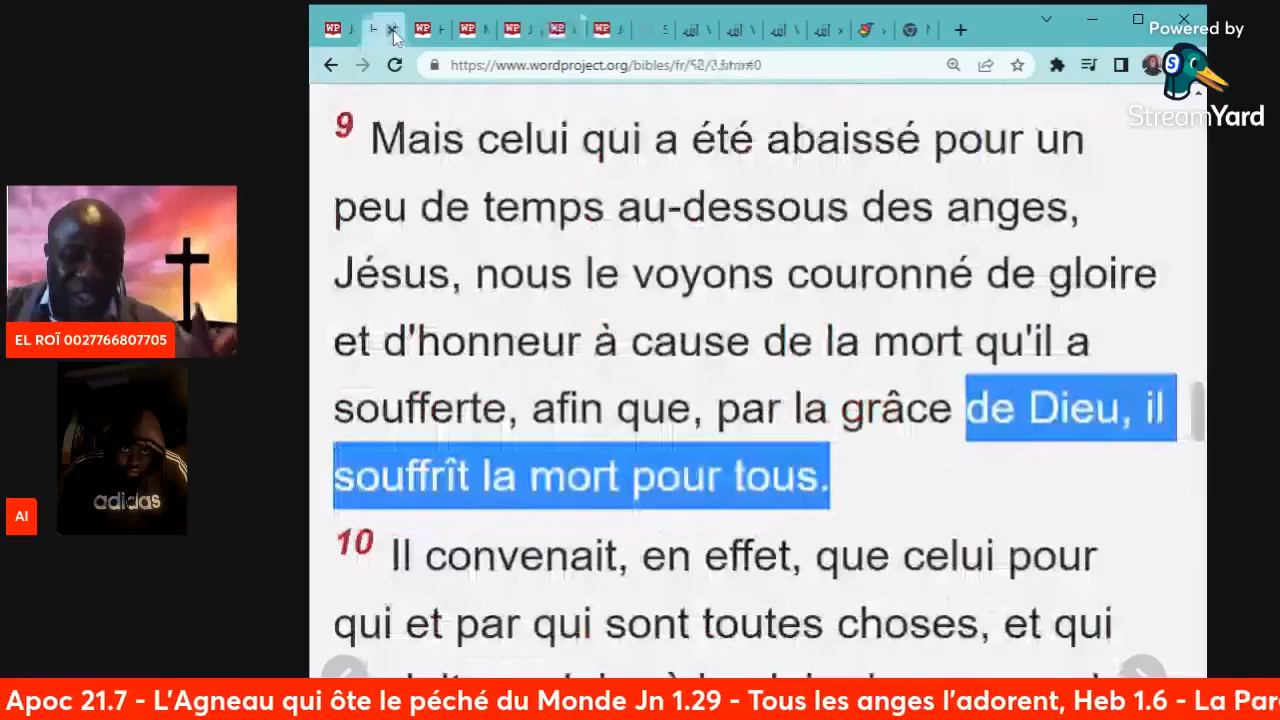 Powered by
StreamYard
https://www.wordproject.org/bibles/fr/58/2.htm#0
9 Mais celui qui a été abaissé pour un
peu de temps au-dessous des anges,
Jésus, nous le voyons couronné de gloire
et d'honneur à cause de la mort qu'il a
soufferte, afin que, par la grâce de Dieu, il
souffrît la mort pour tous.
10 Il convenait, en effet, que celui pour
qui et par qui sont toutes choses, et qui
EL ROÏ 0027766807705
adidas
AI
Apoc 21.7 - L'Agneau qui ôte le péché du Monde Jn 1.29 - Tous les anges l'adorent, Heb 1.6 - La Par